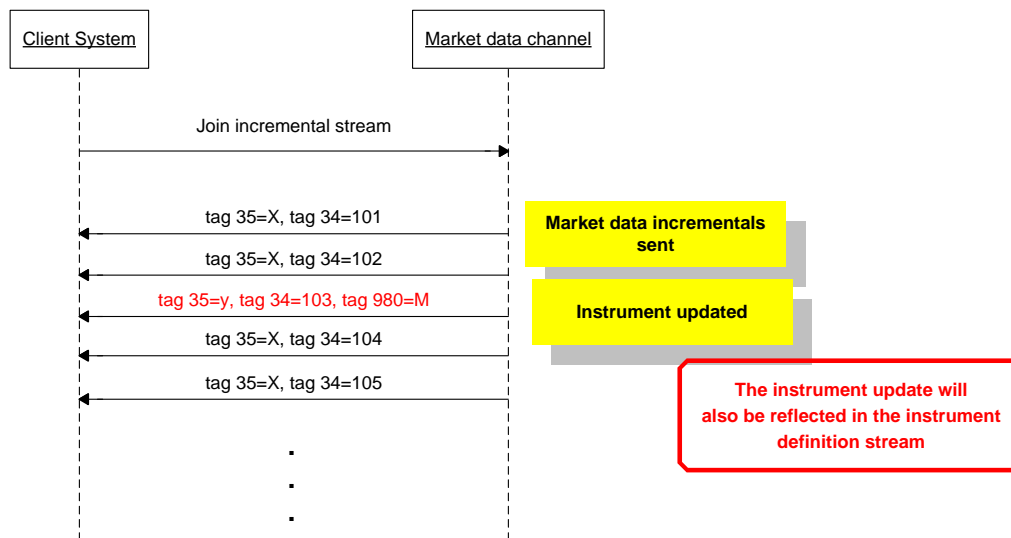 Client System
Market data channel
Join incremental stream
tag 35=X, tag 34=101
Market data incrementals
sent
tag 35=X, tag 34=102
tag 35=y, tag 34=103, tag 980=M
Instrument updated
tag 35=X, tag 34=104
tag 35=X, tag 34=105
The instrument update will
also be reflected in the instrument
definition stream